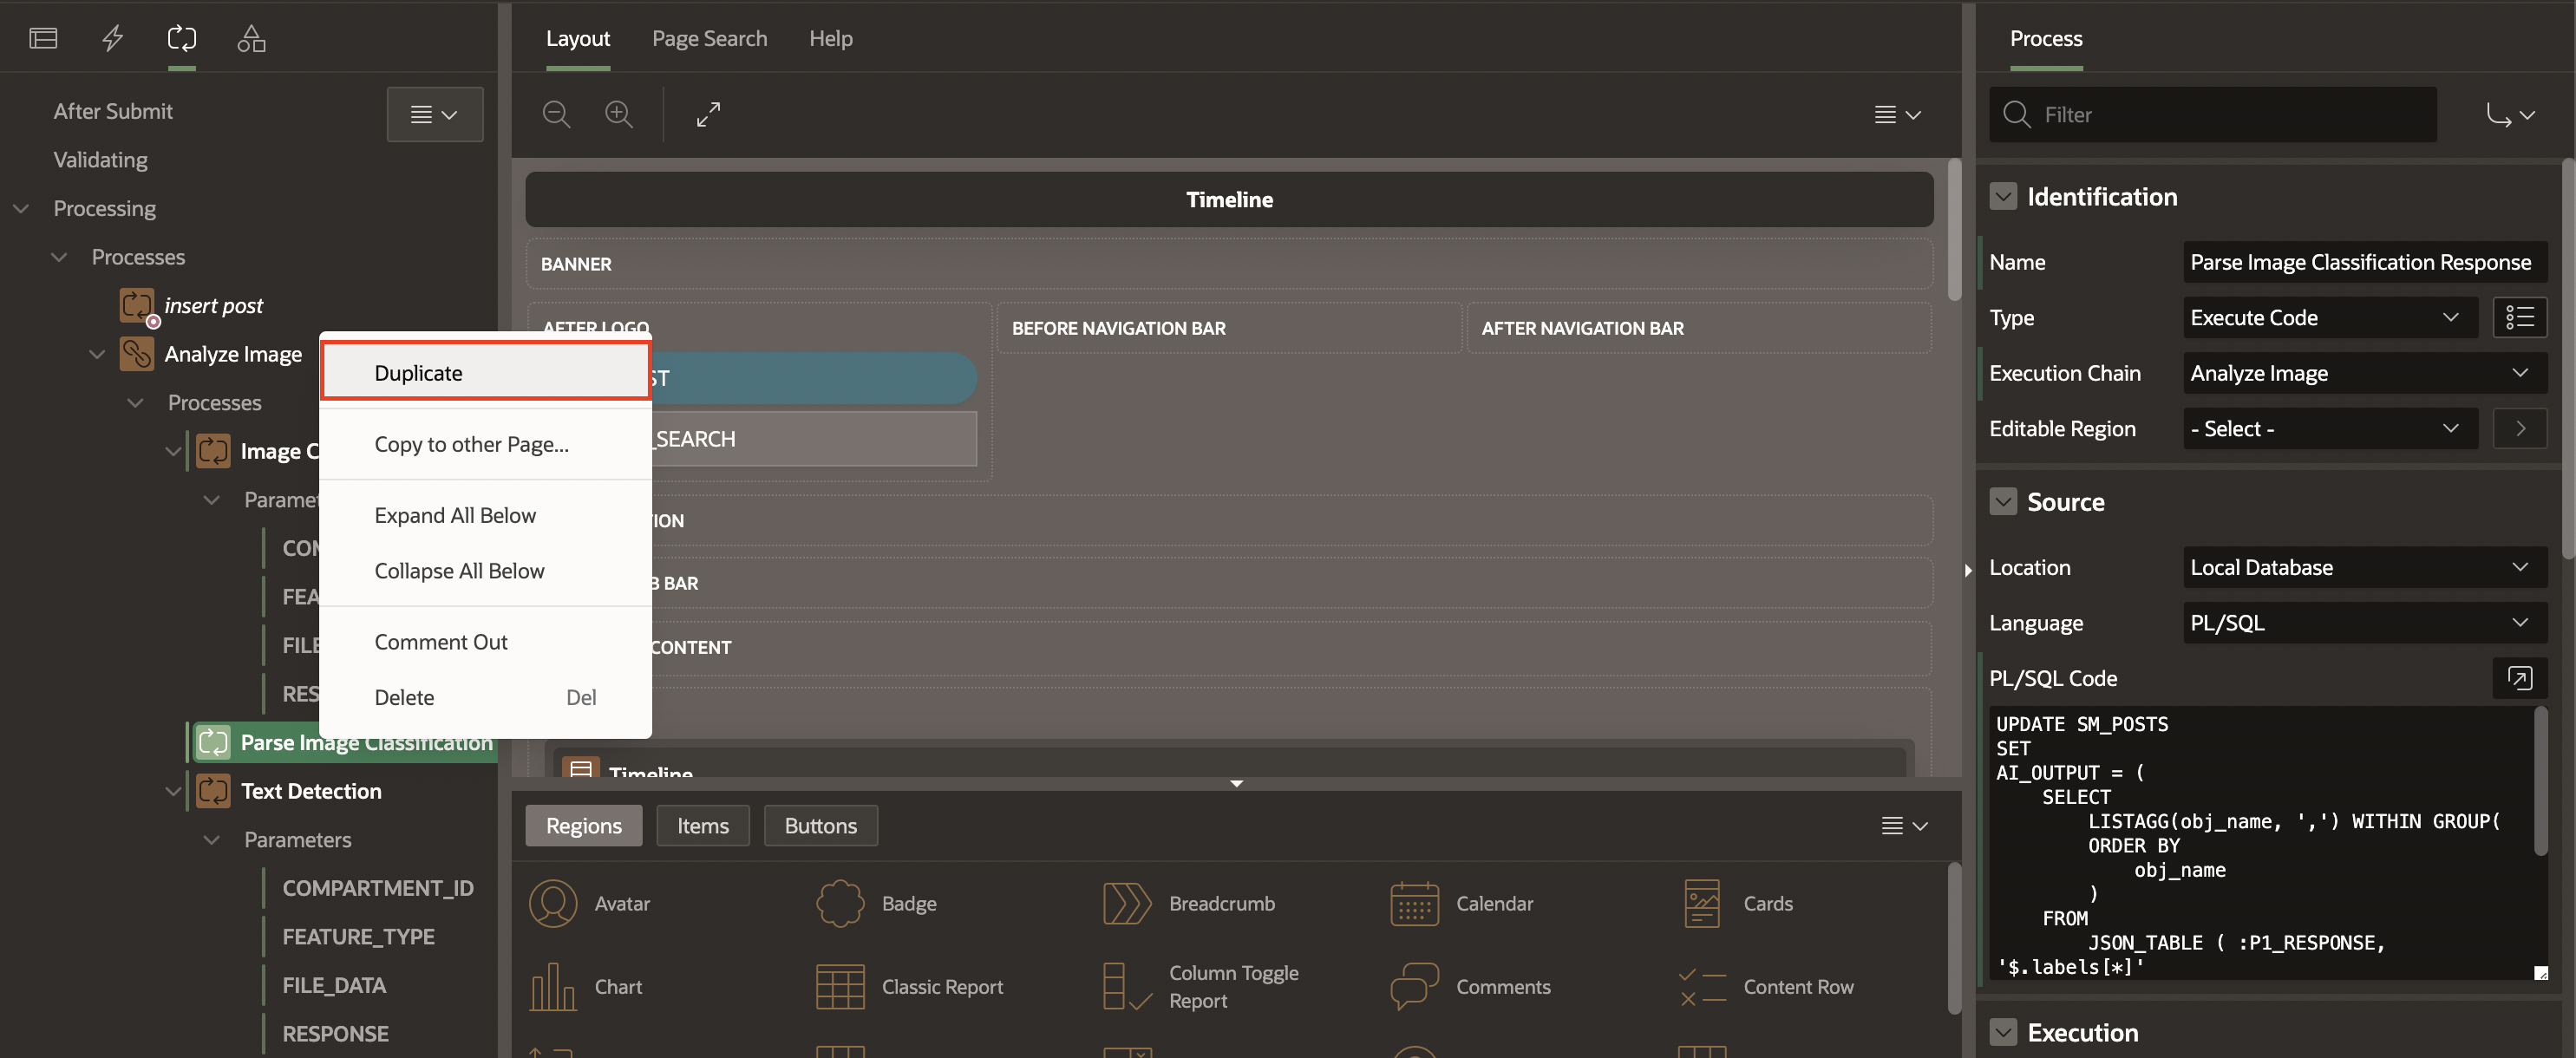 After Submit
Validating
Processing
Processes
insert post
Analyze Image
Processes
Image C
Paramet
COM
FEA
FILE
RES
Parse Image Classification
Text Detection
Parameters
COMPARTMENT_ID
FEATURE_TYPE
FILE_DATA
RESPONSE
Duplicate
Copy to other Page...
Expand All Below
Collapse All Below
Comment Out
Delete Del
Layout Page Search Help
Timeline
BANNER
AFTER LOGO
BEFORE NAVIGATION BAR
AFTER NAVIGATION BAR
ST
_SEARCH
TION
B BAR
CONTENT
Timeline
Regions Items Buttons
Avatar
Badge
Breadcrumb
Calendar
Cards
Chart
Classic Report
Column Toggle
Report
Comments
Content Row
Process
Filter
Identification
Name Parse Image Classification Response
Type Execute Code
Execution Chain Analyze Image
Editable Region - Select -
Source
Location Local Database
Language PL/SQL
PL/SQL Code
UPDATE SM_POSTS
SET
AI_OUTPUT = (
SELECT
LISTAGG(obj_name, ',') WITHIN GROUP(
ORDER BY
obj_name
)
FROM
JSON_TABLE ( :P1_RESPONSE,
'$.labels[*]'
Execution